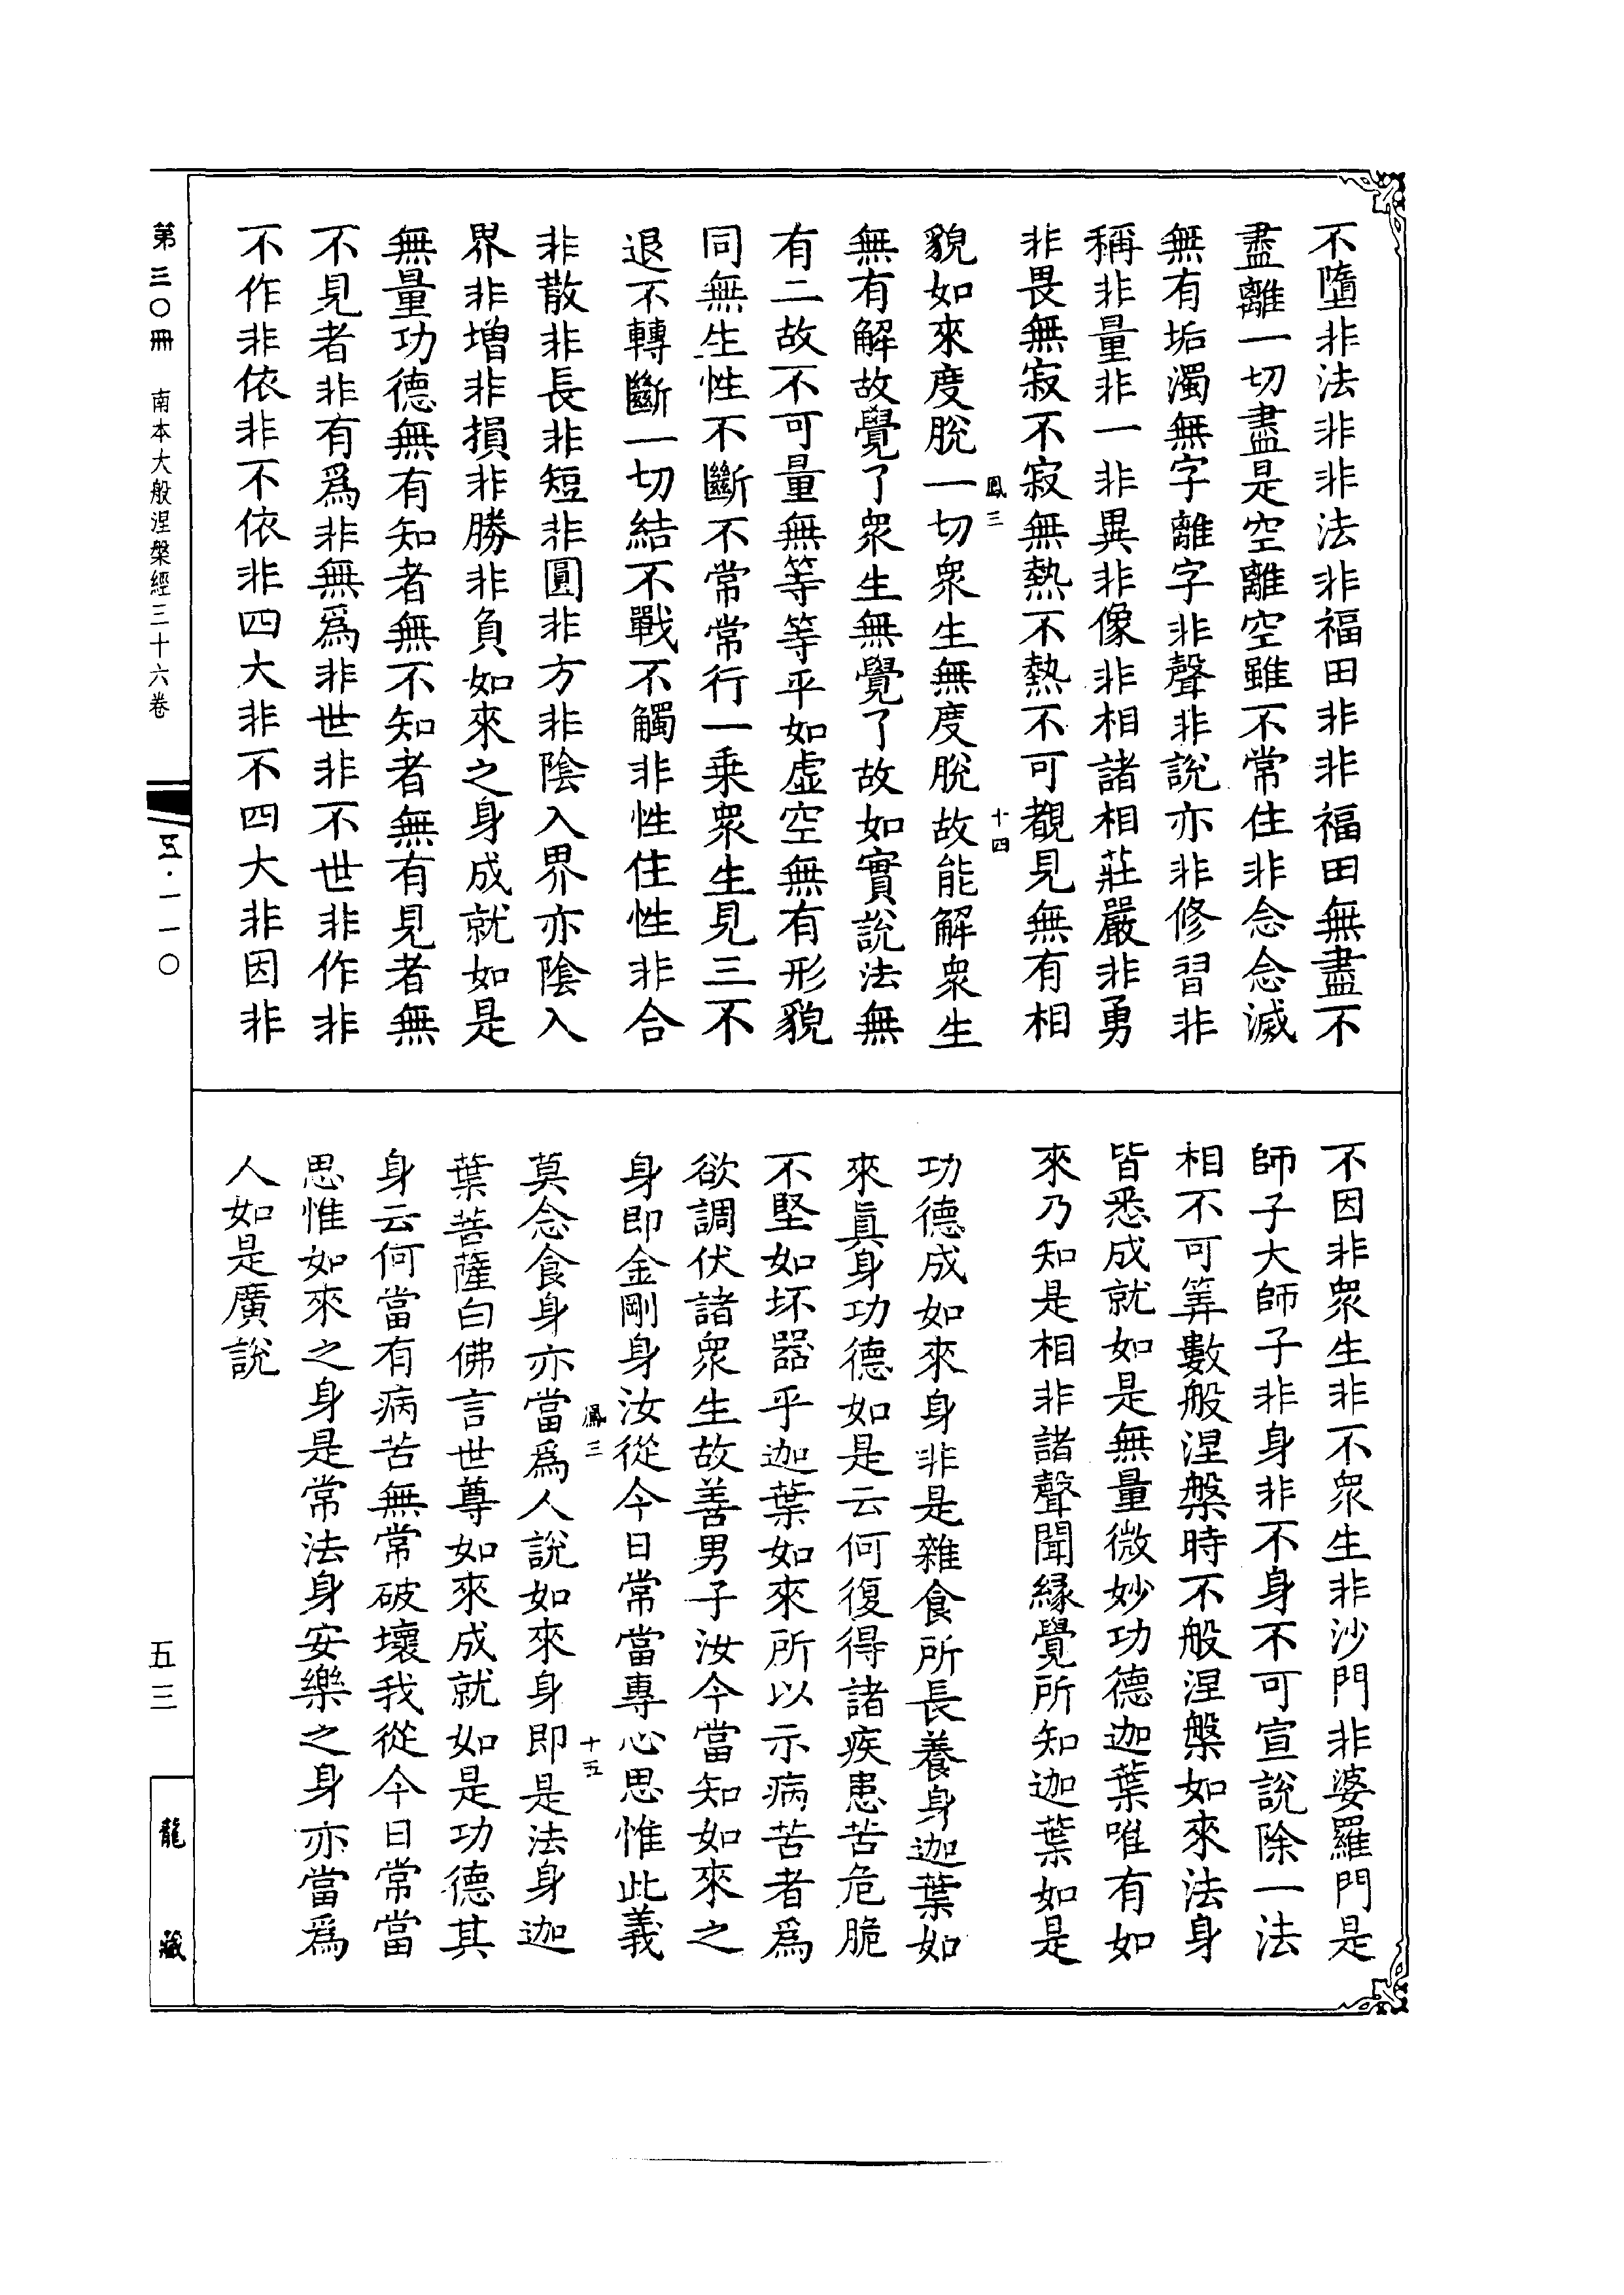 不墮非法非非法非福田非非福田無盡不
盡離一切盡是空離空雖不常住非念念滅
無有垢濁無字離字非聲非說亦非修習非
稱非量非一非異非像非相諸相莊嚴非勇
非畏無寂不寂無熱不熱不可覩見無有相
鳳三
十四
貌如來度脫一切衆生無度脫故能解衆生
無有解故覺了衆生無覺了故如實說法無
有二故不可量無等等平如虛空無有形貌
同無生性不斷不常常行一乗衆生見三不
退不轉斷一切結不戰不觸非性住性非合
非散非長非短非圓非方非陰入界亦陰入
界非增非損非勝非負如來之身成就如是
無量功德無有知者無不知者無有見者無
不見者非有爲非無爲非世非不世非作非
不作非依非不依非四大非不四大非因非
不因非衆生非不衆生非沙門非婆羅門是
師子大師子非身非不身不可宣說除一法
相不可筭數般涅槃時不般涅槃如來法身
皆悉成就如是無量微妙功德迦葉唯有如
來乃知是相非諸聲聞緣覺所知迦葉如是
功德成如來身非是雜食所長養身迦葉如
來眞身功德如是云何復得諸疾患苦危脆
不堅如坏器乎迦葉如來所以示病苦者爲
欲調伏諸衆生故善男子汝今當知如來之
身即金剛身汝從今日常當專心思惟此義
鳳三
十五
莫念食身亦當爲人說如來身即是法身迦
葉菩薩白佛言世尊如來成就如是功德其
身云何當有病苦無常破壞我從今日常當
思惟如來之身是常法身安樂之身亦當爲
人如是廣說
第三〇冊 南本大般涅槃經三十六卷
五·一一〇
五三
龍藏